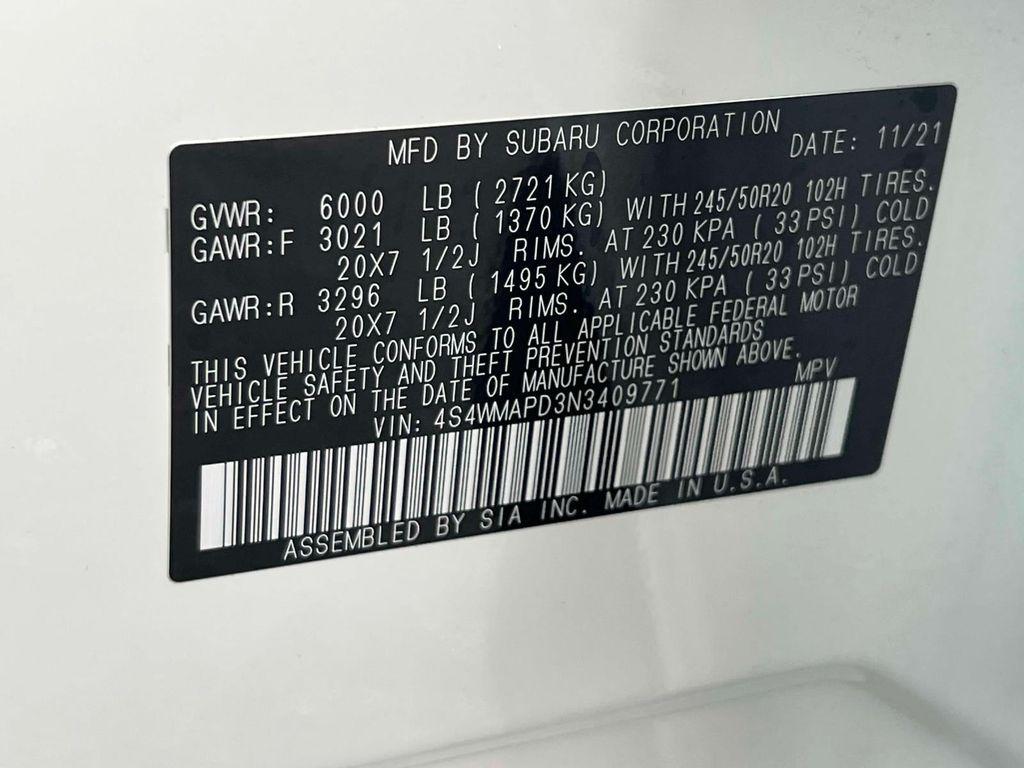 MFD BY SUBARU CORPORATION DATE: 11/21
GVWR: 6000 LB ( 2721 KG)
GAWR:F 3021 LB ( 1370 KG) WITH 245/50R20 102H TIRES.
20X7 1/2J RIMS. AT 230 KPA ( 33 PSI) COLD
GAWR:R 3296 LB ( 1495 KG) WITH 245/50R20 102H TIRES.
20X7 1/2J RIMS. AT 230 KPA ( 33 PSI) COLD
THIS VEHICLE CONFORMS TO ALL APPLICABLE FEDERAL MOTOR
VEHICLE SAFETY AND THEFT PREVENTION STANDARDS
IN EFFECT ON THE DATE OF MANUFACTURE SHOWN ABOVE.
VIN: 4S4WMAPD3N3409771 MPV
ASSEMBLED BY SIA INC. MADE IN U.S.A.